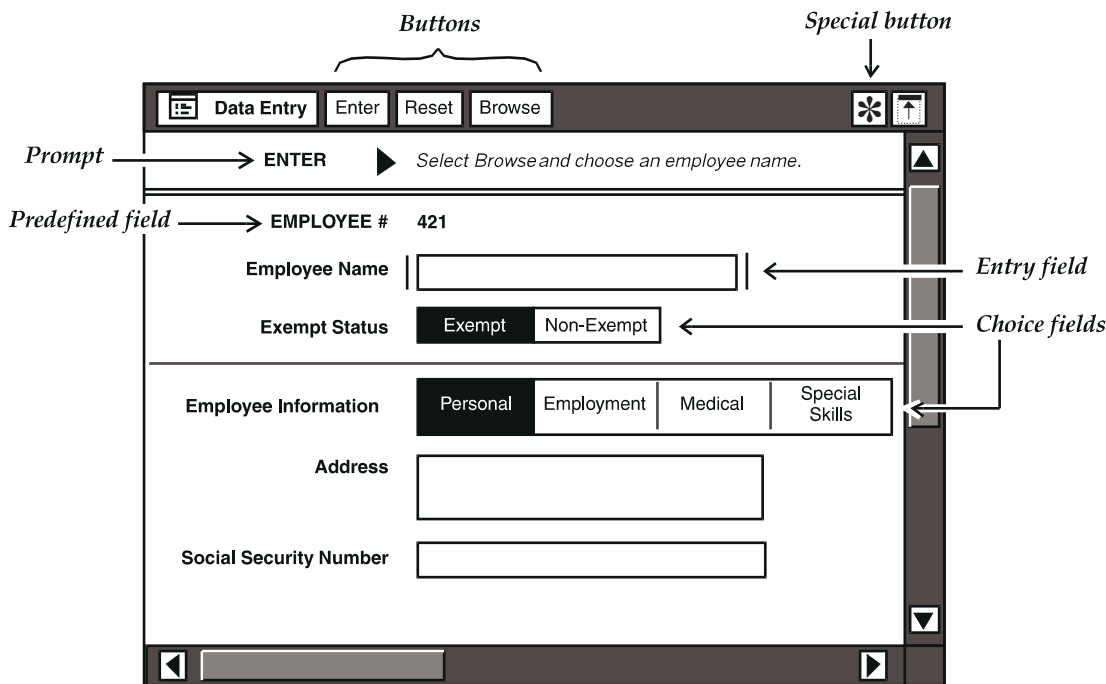 Buttons
Special button
Data Entry Enter Reset Browse
Prompt ENTER Select Browse and choose an employee name.
Predefined field EMPLOYEE # 421
Employee Name Entry field
Exempt Status Exempt Non-Exempt Choice fields
Employee Information Personal Employment Medical Special Skills
Address
Social Security Number